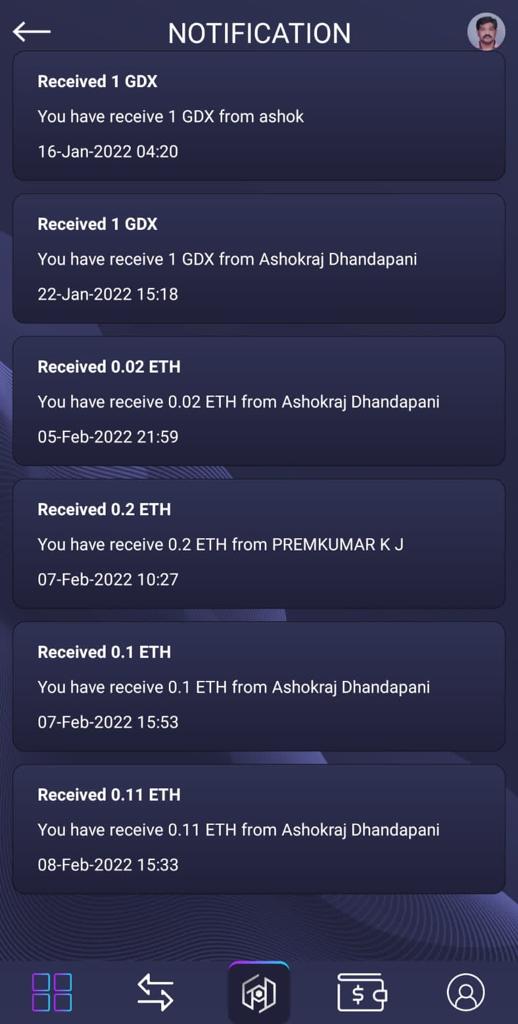 NOTIFICATION
Received 1 GDX
You have receive 1 GDX from ashok
16-Jan-2022 04:20
Received 1 GDX
You have receive 1 GDX from Ashokraj Dhandapani
22-Jan-2022 15:18
Received 0.02 ETH
You have receive 0.02 ETH from Ashokraj Dhandapani
05-Feb-2022 21:59
Received 0.2 ETH
You have receive 0.2 ETH from PREMKUMAR K J
07-Feb-2022 10:27
Received 0.1 ETH
You have receive 0.1 ETH from Ashokraj Dhandapani
07-Feb-2022 15:53
Received 0.11 ETH
You have receive 0.11 ETH from Ashokraj Dhandapani
08-Feb-2022 15:33
$